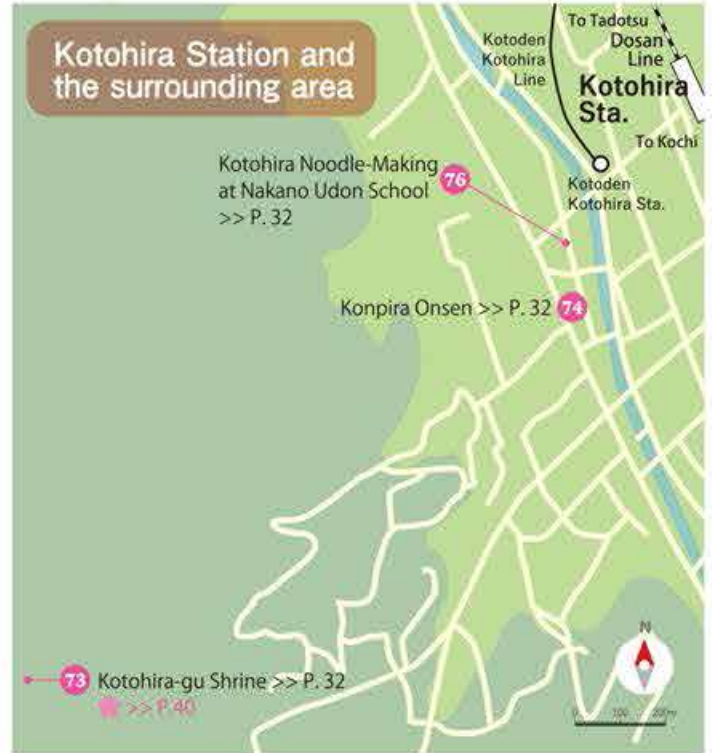 Kotohira Station and
the surrounding area
To Tadotsu
Dosan
Line
Kotoden
Kotohira
Line
Kotohira
Sta.
To Kochi
Kotoden
Kotohira Sta.
Kotohira Noodle-Making
at Nakano Udon School
>> P. 32
76
Konpira Onsen >> P. 32 74
73 Kotohira-gu Shrine >> P. 32
>> P.40
N
0 100 200m